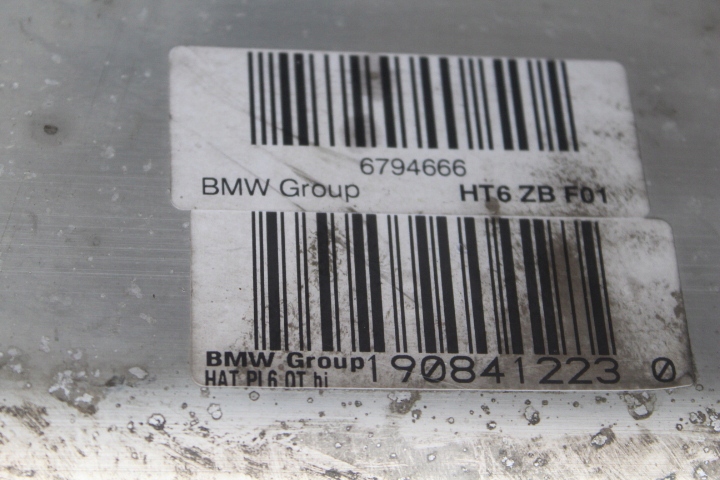 6794666
BMW Group HT6 ZB F01
BMW Group 190841223 0
HAT PL6 OT hi